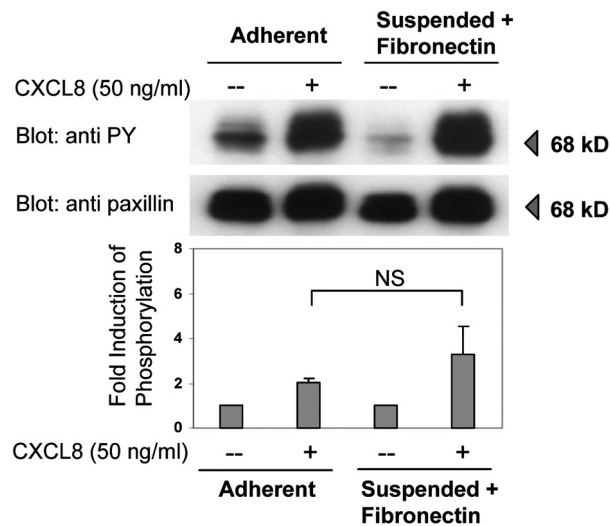 Adherent
Suspended +
Fibronectin
CXCL8 (50 ng/ml) -- + -- +
Blot: anti PY
68 kD
Blot: anti paxillin
68 kD
Fold Induction of
Phosphorylation
8
6
4
2
0
NS
CXCL8 (50 ng/ml) -- + -- +
Adherent
Suspended +
Fibronectin